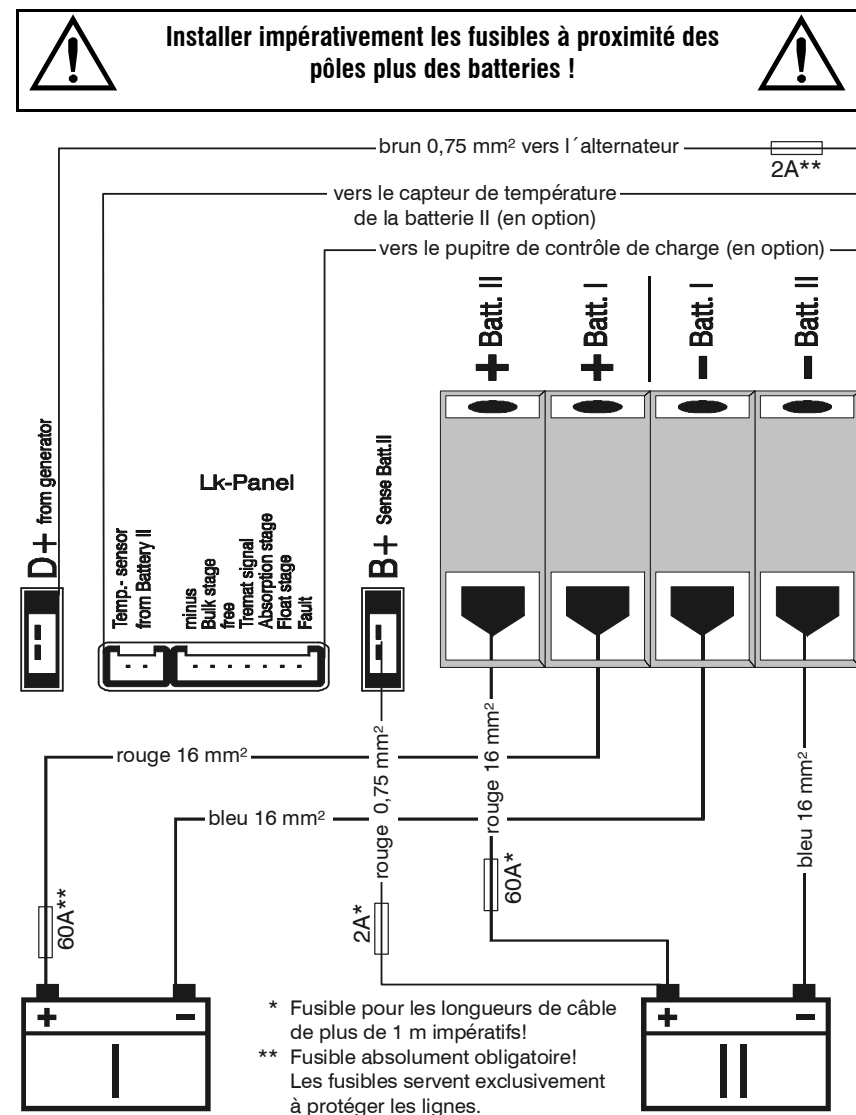 Installer impérativement les fusibles à proximité des
pôles plus des batteries !
brun 0,75 mm² vers l´alternateur
2A**
vers le capteur de température
de la batterie II (en option)
vers le pupitre de contrôle de charge (en option)
+ Batt. II
+ Batt. I
- Batt. I
- Batt. II
D+ from generator
Temp.- sensor
from Battery II
Lk-Panel
minus
Bulk stage
free
Tremat signal
Absorption stage
Float stage
Fault
B+ Sense Batt.II
rouge 16 mm²
bleu 16 mm²
rouge 0,75 mm²
rouge 16 mm²
bleu 16 mm²
60A**
2A*
60A*
+ -
I
+ -
II
* Fusible pour les longueurs de câble
de plus de 1 m impératifs!
** Fusible absolument obligatoire!
Les fusibles servent exclusivement
à protéger les lignes.